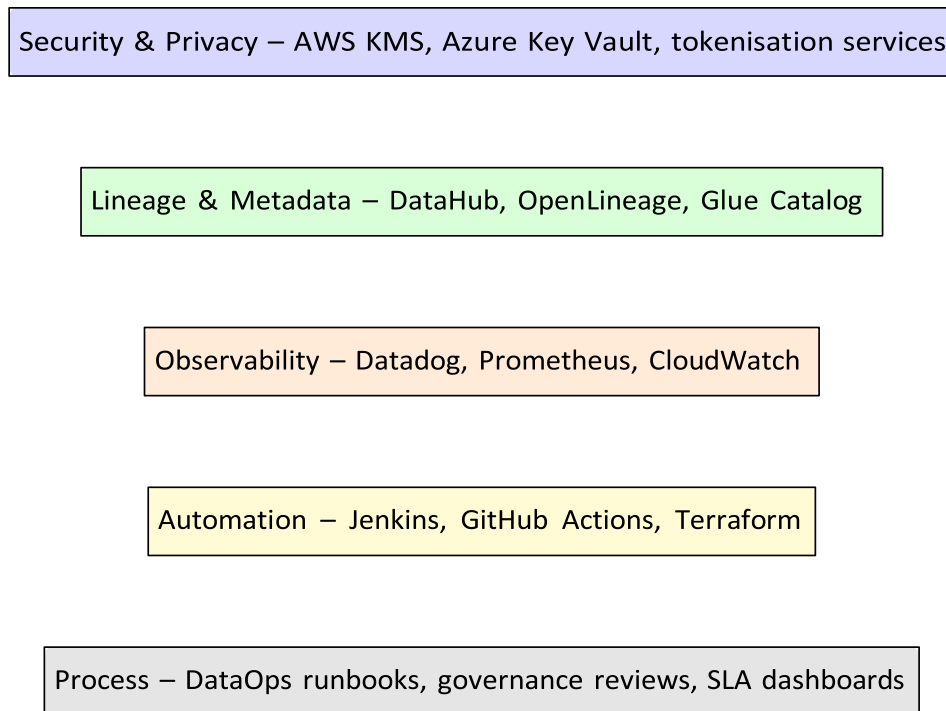 Security & Privacy – AWS KMS, Azure Key Vault, tokenisation services
Lineage & Metadata – DataHub, OpenLineage, Glue Catalog
Observability – Datadog, Prometheus, CloudWatch
Automation – Jenkins, GitHub Actions, Terraform
Process – DataOps runbooks, governance reviews, SLA dashboards